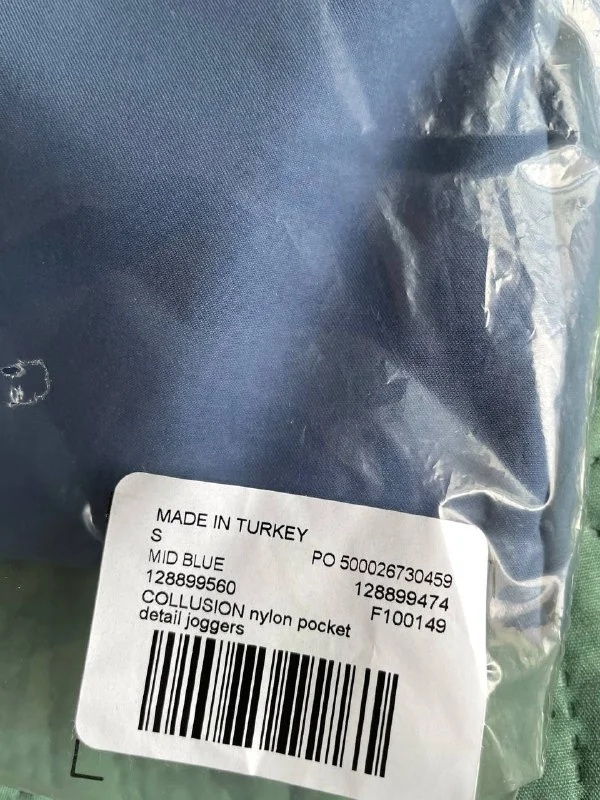 MADE IN TURKEY
S
MID BLUE PO 500026730459
128899560 128899474
COLLUSION nylon pocket F100149
detail joggers